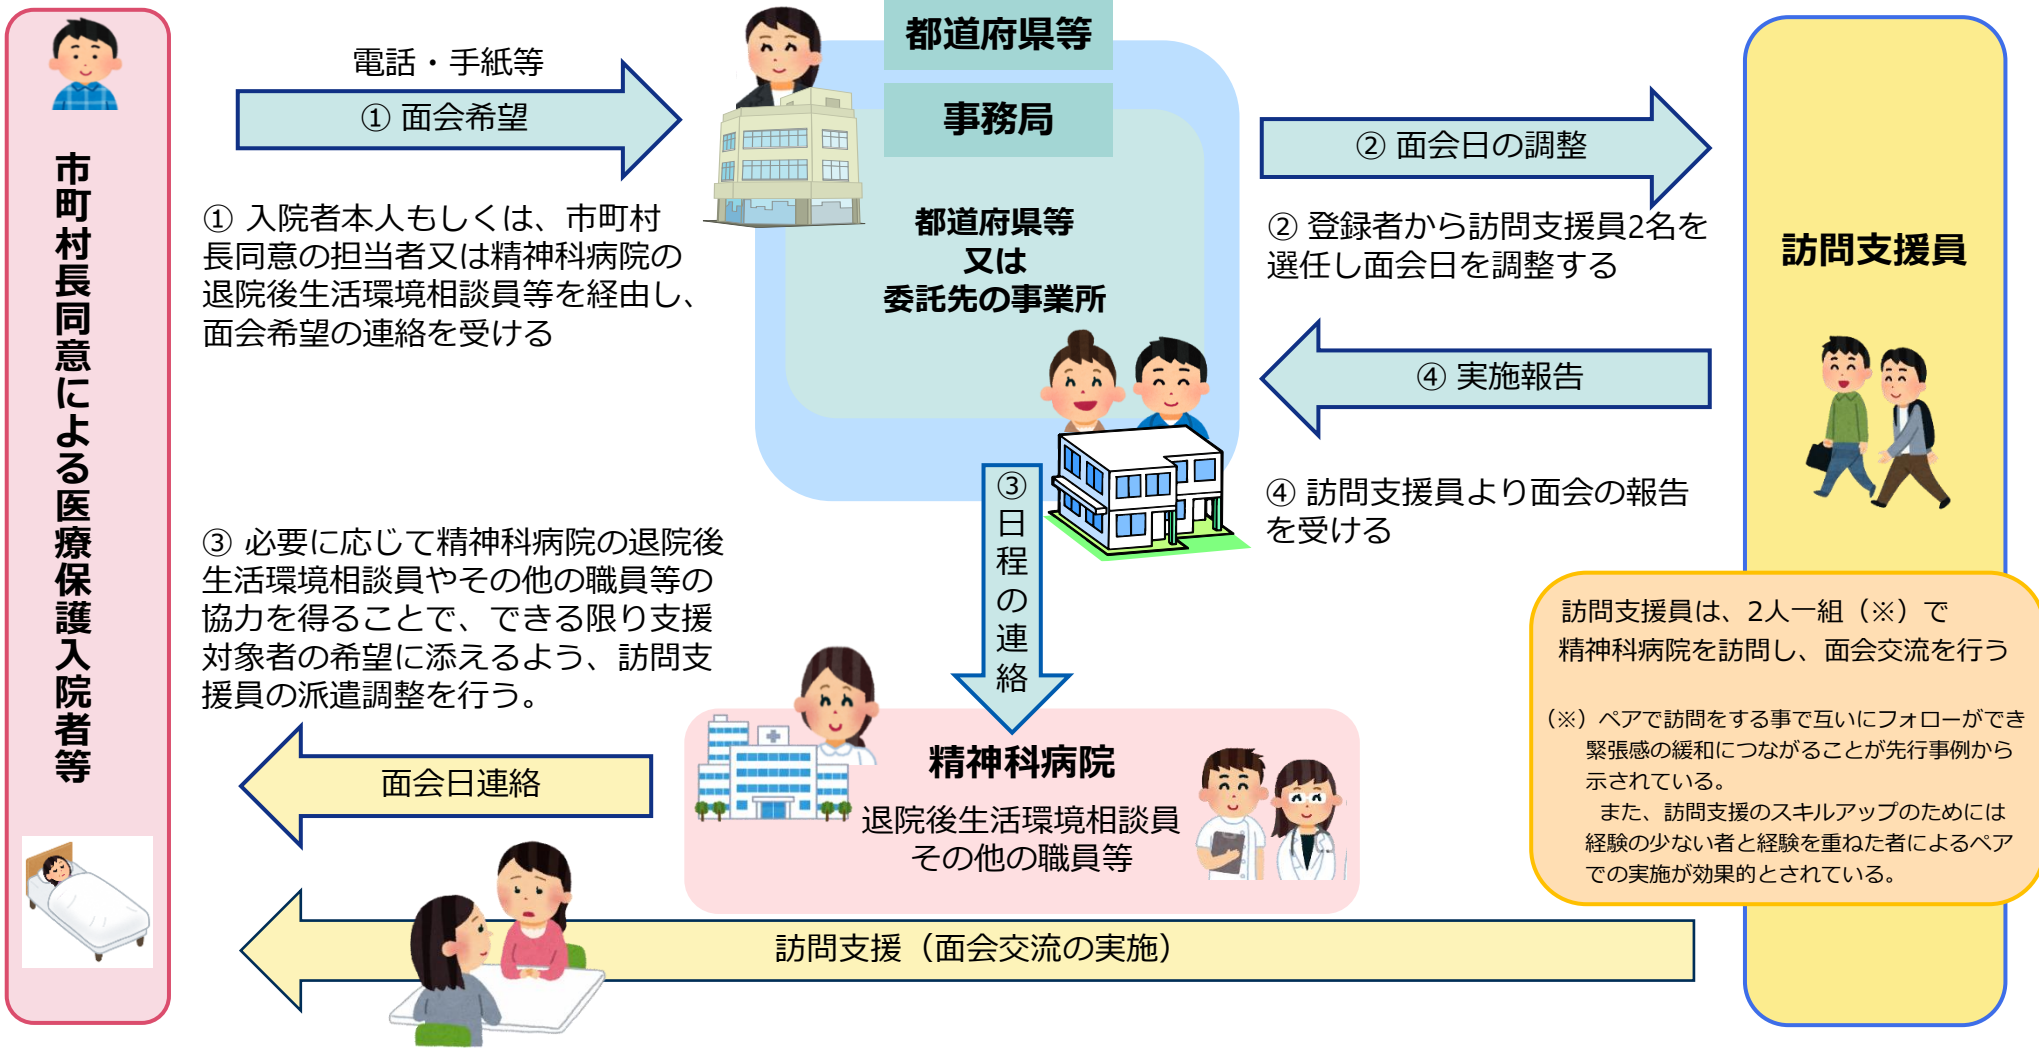 市町村長同意による医療保護入院者等
電話・手紙等
① 面会希望
① 入院者本人もしくは、市町村
長同意の担当者又は精神科病院の
退院後生活環境相談員等を経由し、
面会希望の連絡を受ける
都道府県等
事務局
都道府県等
又は
委託先の事業所
② 面会日の調整
② 登録者から訪問支援員2名を
選任し面会日を調整する
④ 実施報告
④ 訪問支援員より面会の報告
を受ける
訪問支援員
③日程の連絡
③ 必要に応じて精神科病院の退院後
生活環境相談員やその他の職員等の
協力を得ることで、できる限り支援
対象者の希望に添えるよう、訪問支
援員の派遣調整を行う。
面会日連絡
精神科病院
退院後生活環境相談員
その他の職員等
訪問支援員は、2人一組（※）で
精神科病院を訪問し、面会交流を行う
（※）ペアで訪問をする事で互いにフォローができ
緊張感の緩和につながることが先行事例から
示されている。
また、訪問支援のスキルアップのためには
経験の少ない者と経験を重ねた者によるペア
での実施が効果的とされている。
訪問支援（面会交流の実施）